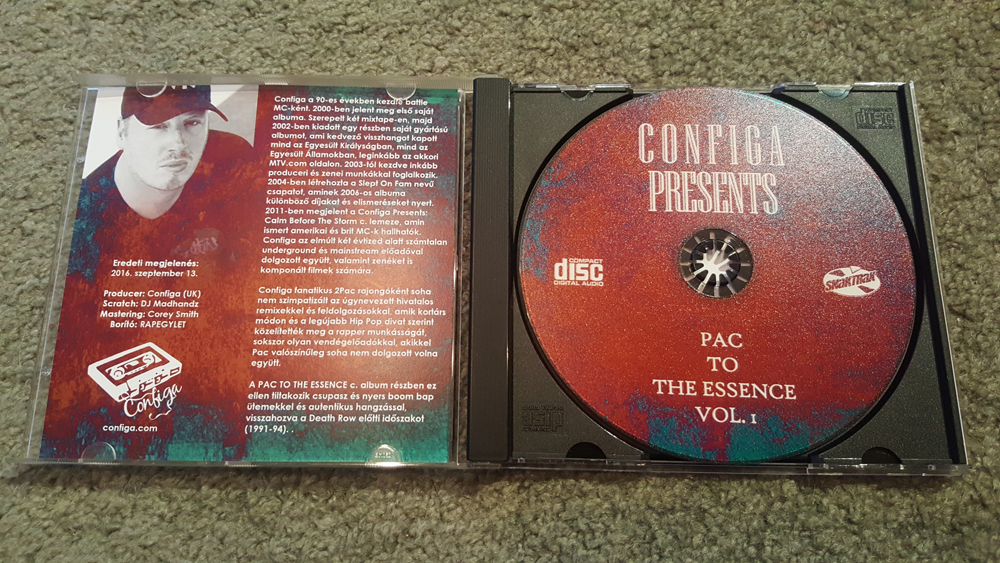 Configa a 90-es években kezdte battle
MC-ként. 2000-ben jelent meg első saját
albuma. Szerepelt két mixtape-en, majd
2002-ben kiadott egy részben saját gyártású
albumot, ami kedvező visszhangot kapott
mind az Egyesült Királyságban, mind az
Egyesült Államokban, leginkább az akkori
MTV.com oldalon. 2003-tól kezdve inkább
produceri és zenei munkákkal foglalkozik.
2004-ben létrehozta a Slept On Fam nevű
csapatot, aminek 2006-os albuma
különböző díjakat és elismeréseket nyert.
2011-ben megjelent a Configa Presents:
Calm Before The Storm c. lemeze, amin
ismert amerikai és brit MC-k hallhatók.
Configa az elmúlt két évtized alatt számtalan
underground és mainstream előadóval
dolgozott együtt, valamint zenéket is
komponált filmek számára.
Configa fanatikus 2Pac rajongóként soha
nem szimpatizált az úgynevezett hivatalos
remixekkel és feldolgozásokkal, amik kortárs
módon és a legújabb Hip Pop divat szerint
közelítették meg a rapper munkásságát,
sokszor olyan vendégelőadókkal, akikkel
Pac valószínűleg soha nem dolgozott volna
együtt.
A PAC TO THE ESSENCE c. album részben ez
ellen tiltakozik csupasz és nyers boom bap
ütemekkel és autentikus hangzással,
visszahozva a Death Row előtti időszakot
(1991-94). .
Eredeti megjelenés:
2016. szeptember 13.
Producer: Configa (UK)
Scratch: DJ Madhandz
Mastering: Corey Smith
Borító: RAPEGYLET
Configa
configa.com
CONFIGA
PRESENTS
COMPACT
disc
DIGITAL AUDIO
SNAKMAN
PAC
TO
THE ESSENCE
VOL. I
disc